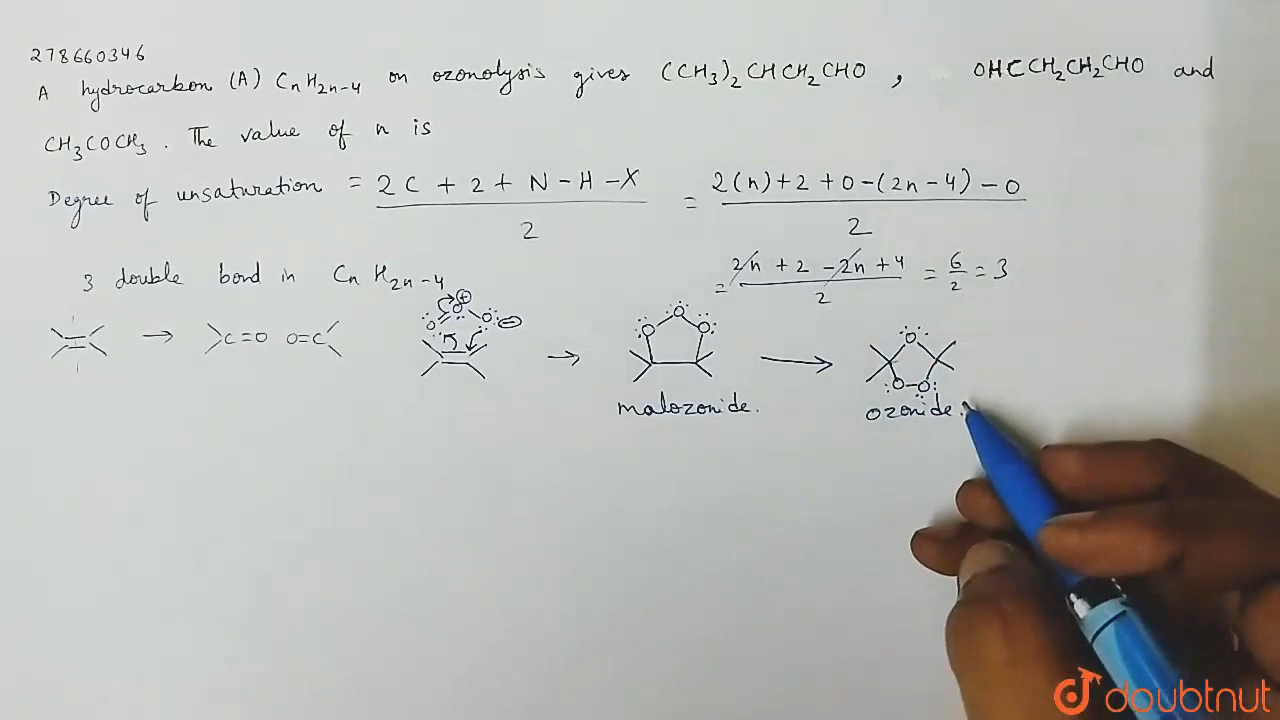 278660346
A hydrocarbon (A) CnH2n-4 on ozonolysis gives (CH3)2CHCH2CHO , OHCCH2CH2CHO and
CH3COCH3. The value of n is
Degree of unsaturation = 2C + 2 + N - H - X / 2 = 2(n) + 2 + 0 - (2n - 4) - 0 / 2
3 double bond in CnH2n-4
= 2n + 2 - 2n + 4 / 2 = 6/2 = 3
→ C=O O=C
O ⊕ O O ⊖ → O O O → O O-O
malozonide. ozonide.
doubtnut